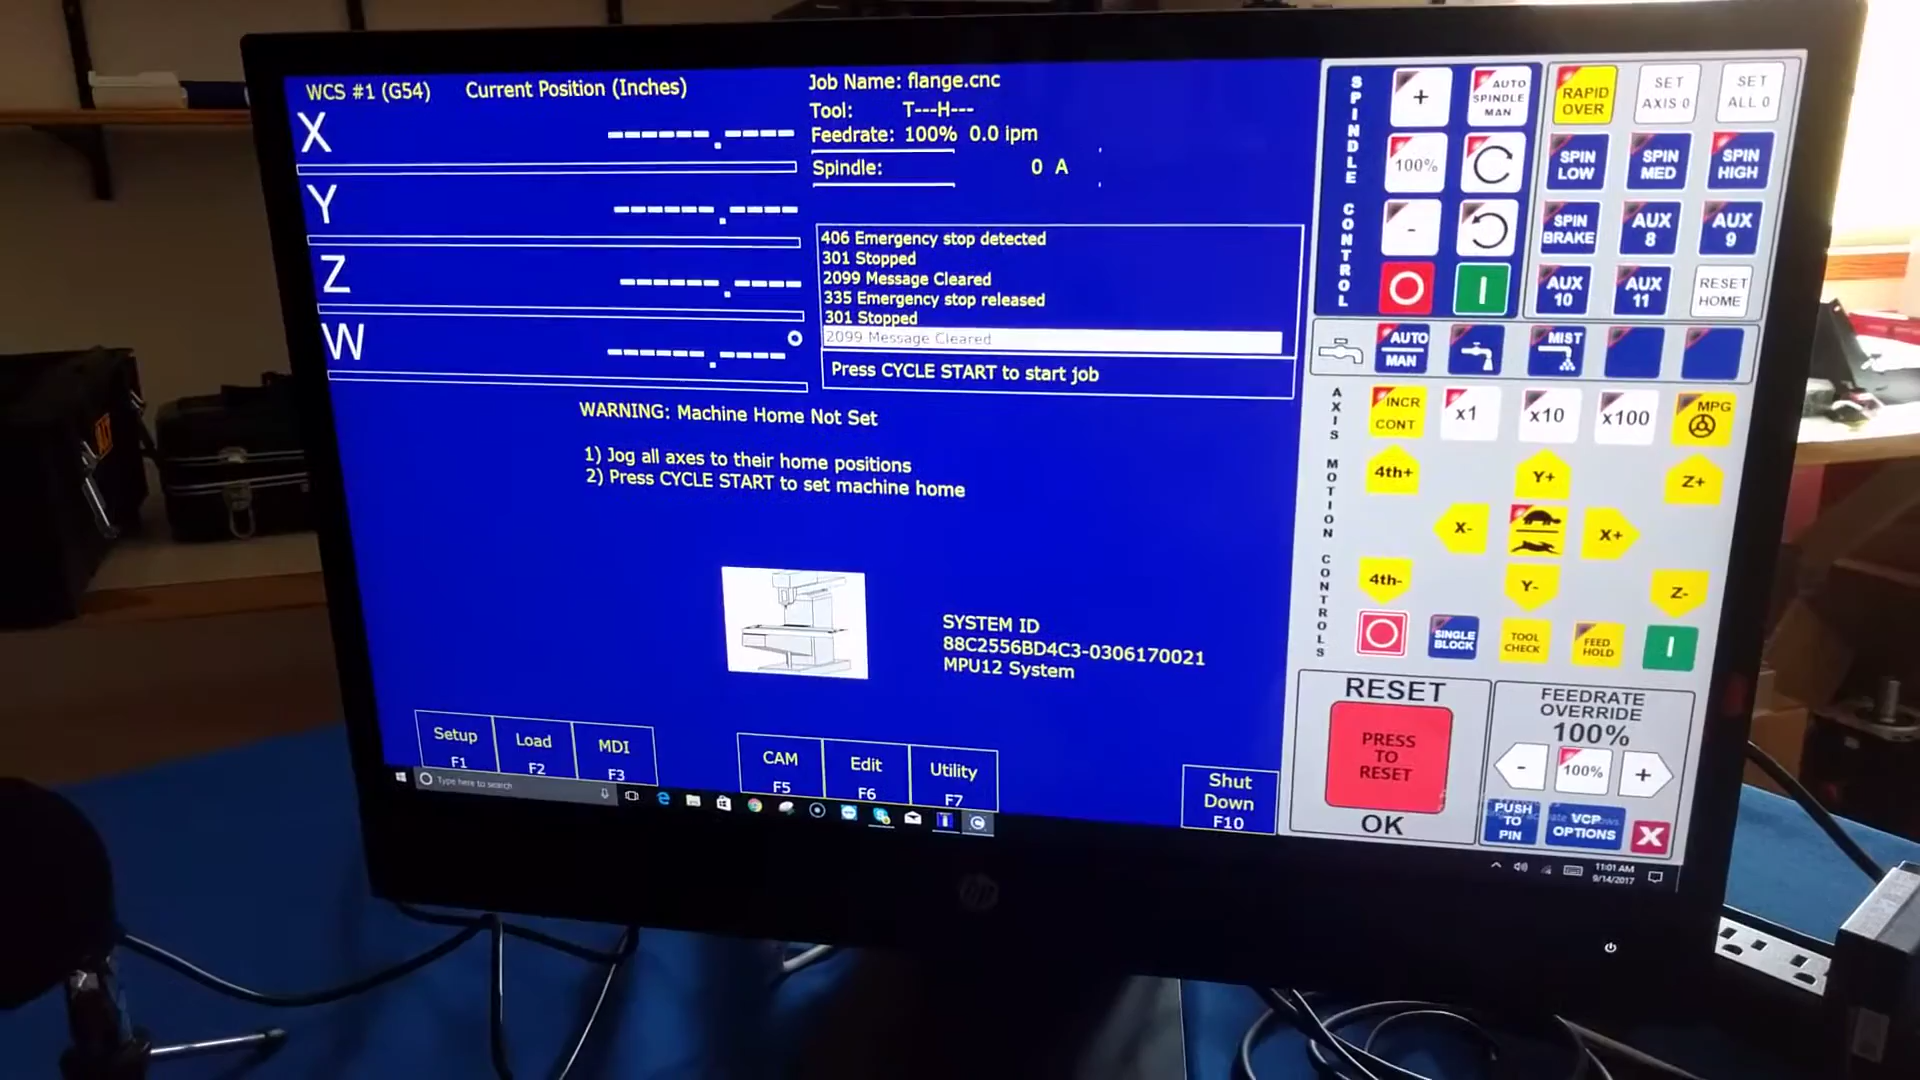 WCS #1 (G54)
Current Position (Inches)
Job Name: flange.cnc
Tool: T---H---
Feedrate: 100% 0.0 ipm
Spindle: 0 A
X
Y
Z
W
406 Emergency stop detected
301 Stopped
2099 Message Cleared
335 Emergency stop released
301 Stopped
2099 Message Cleared
Press CYCLE START to start job
WARNING: Machine Home Not Set
1) Jog all axes to their home positions
2) Press CYCLE START to set machine home
SYSTEM ID
88C2556BD4C3-0306170021
MPU12 System
Setup
F1
Load
F2
MDI
F3
CAM
F5
Edit
F6
Utility
F7
Shut
Down
F10
Type here to search
SPINDLE CONTROL
+
AUTO
SPINDLE
MAN
100%
-
RAPID
OVER
SET
AXIS 0
SET
ALL 0
SPIN
LOW
SPIN
MED
SPIN
HIGH
SPIN
BRAKE
AUX
8
AUX
9
AUX
10
AUX
11
RESET
HOME
AUTO
MAN
MIST
AXIS MOTION CONTROLS
INCR
CONT
x1
x10
x100
MPG
4th+
Y+
Z+
X-
X+
4th-
Y-
Z-
SINGLE
BLOCK
TOOL
CHECK
FEED
HOLD
RESET
PRESS
TO
RESET
OK
FEEDRATE
OVERRIDE
100%
-
100%
+
PUSH
TO
PIN
VCP
OPTIONS
X
11:01 AM
9/14/2017
hp